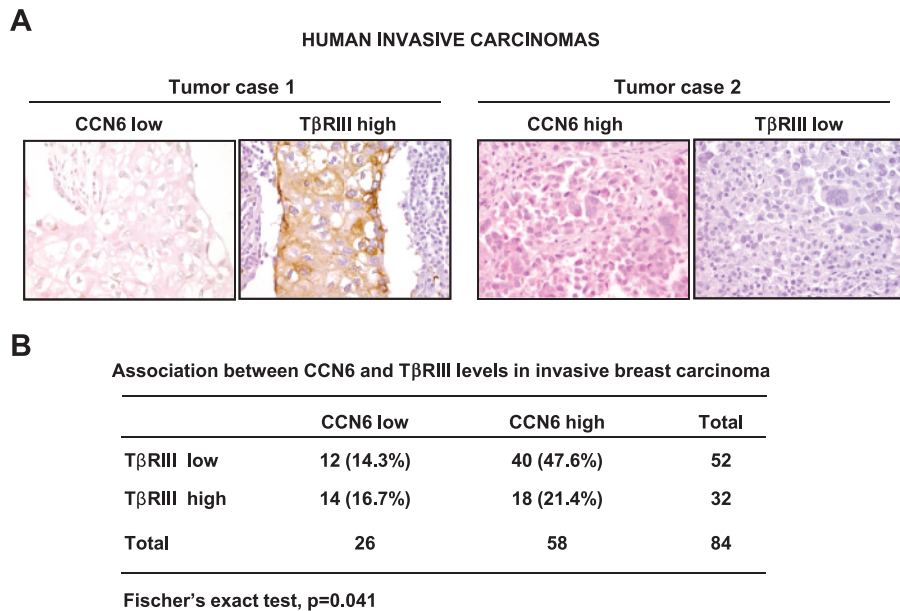 A
HUMAN INVASIVE CARCINOMAS
Tumor case 1 Tumor case 2
CCN6 low TβRIII high CCN6 high TβRIII low
B
Association between CCN6 and TβRIII levels in invasive breast carcinoma
CCN6 low CCN6 high Total
TβRIII low 12 (14.3%) 40 (47.6%) 52
TβRIII high 14 (16.7%) 18 (21.4%) 32
Total 26 58 84
Fischer's exact test, p=0.041